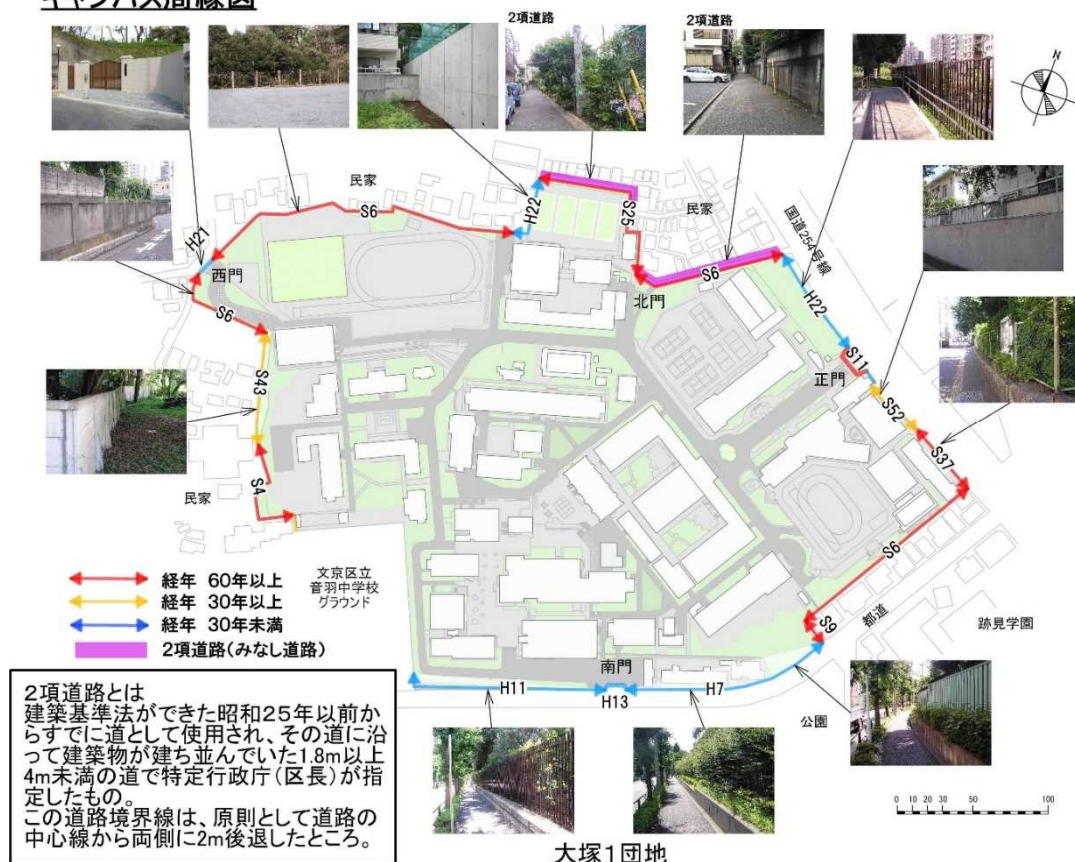 キャンパス周縁図
2項道路
2項道路
民家
S6
H22
S25
民家
国道254号線
H21
西門
S6
北門
S6
H22
S11
正門
S52
S43
S37
S4
民家
S6
経年 60年以上
経年 30年以上
経年 30年未満
2項道路(みなし道路)
文京区立
音羽中学校
グラウンド
都道
跡見学園
S9
南門
H11
H13
H7
公園
2項道路とは
建築基準法ができた昭和25年以前か
らすでに道として使用され、その道に沿
って建築物が建ち並んでいた1.8m以上
4m未満の道で特定行政庁(区長)が指
定したもの。
この道路境界線は、原則として道路の
中心線から両側に2m後退したところ。
0 10 20 30 50 100
大塚1団地